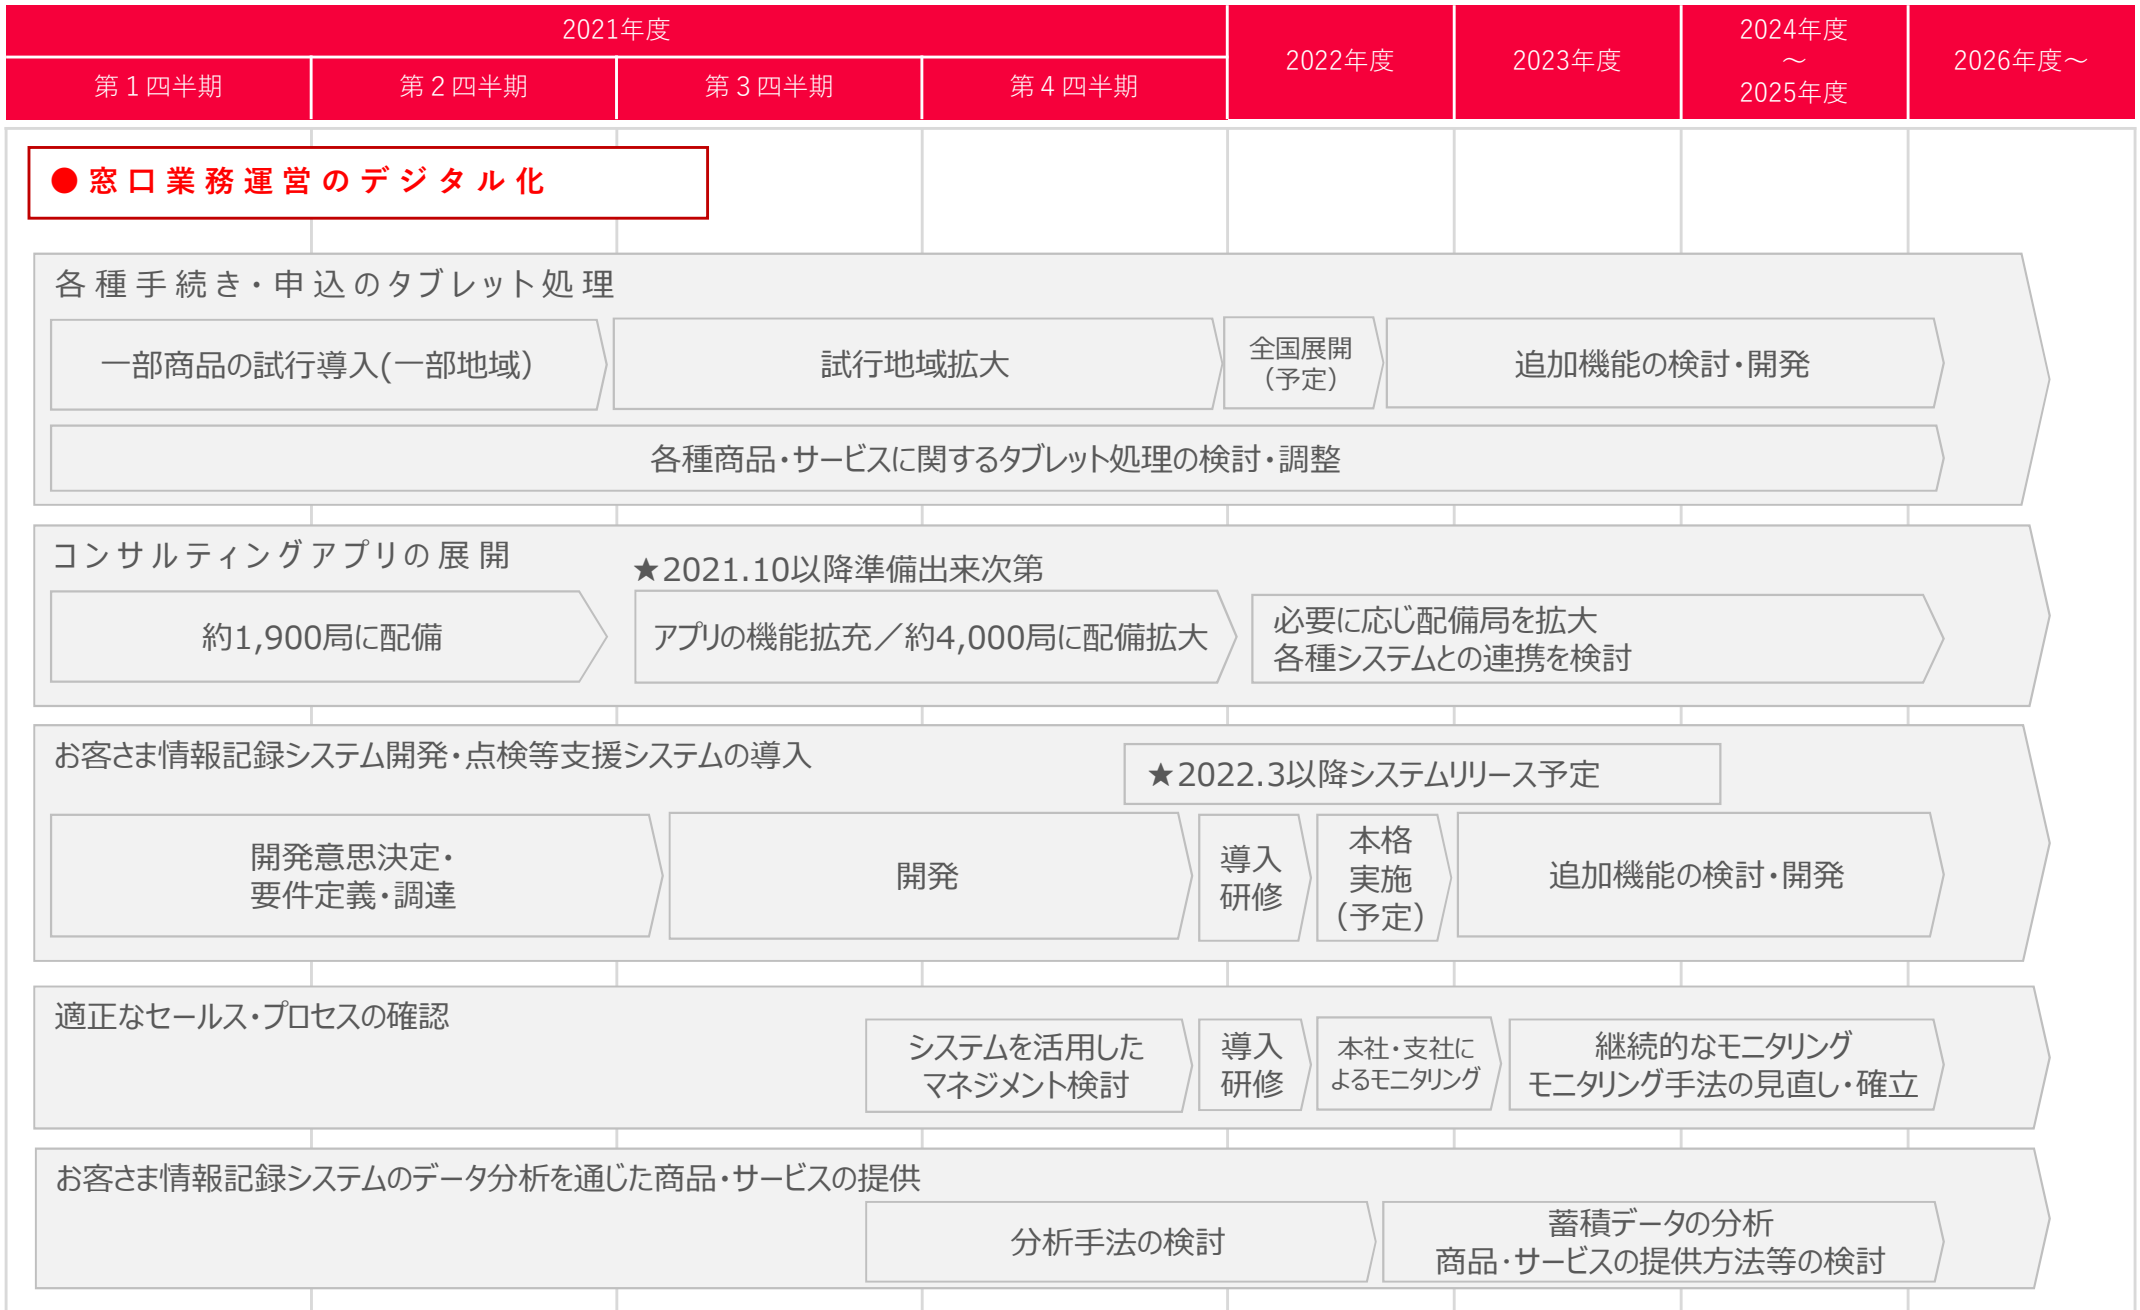 2021年度
2022年度
2023年度
2024年度
～
2025年度
2026年度～
第１四半期
第２四半期
第３四半期
第４四半期
●窓口業務運営のデジタル化
各種手続き・申込のタブレット処理
一部商品の試行導入(一部地域）
試行地域拡大
全国展開
（予定）
追加機能の検討・開発
各種商品・サービスに関するタブレット処理の検討・調整
コンサルティングアプリの展開
★2021.10以降準備出来次第
約1,900局に配備
アプリの機能拡充／約4,000局に配備拡大
必要に応じ配備局を拡大
各種システムとの連携を検討
お客さま情報記録システム開発・点検等支援システムの導入
★2022.3以降システムリリース予定
開発意思決定・
要件定義・調達
開発
導入
研修
本格
実施
（予定）
追加機能の検討・開発
適正なセールス・プロセスの確認
システムを活用した
マネジメント検討
導入
研修
本社・支社に
よるモニタリング
継続的なモニタリング
モニタリング手法の見直し・確立
お客さま情報記録システムのデータ分析を通じた商品・サービスの提供
分析手法の検討
蓄積データの分析
商品・サービスの提供方法等の検討